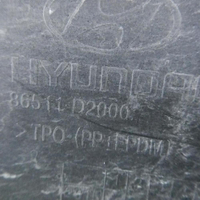 HYUNDAI
86511 D2000
>TPO-(PP+EPDM)